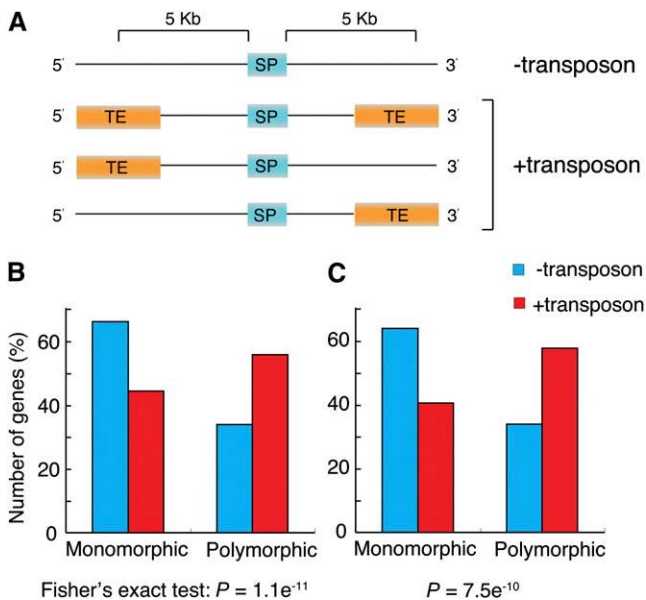 A
5 Kb 5 Kb
5′ SP 3′ -transposon
5′ TE SP TE 3′
5′ TE SP 3′ +transposon
5′ SP TE 3′
B C
-transposon
+transposon
Number of genes (%)
60 60
40 40
20 20
0 0
Monomorphic Polymorphic Monomorphic Polymorphic
Fisher's exact test: P = 1.1e-11 P = 7.5e-10